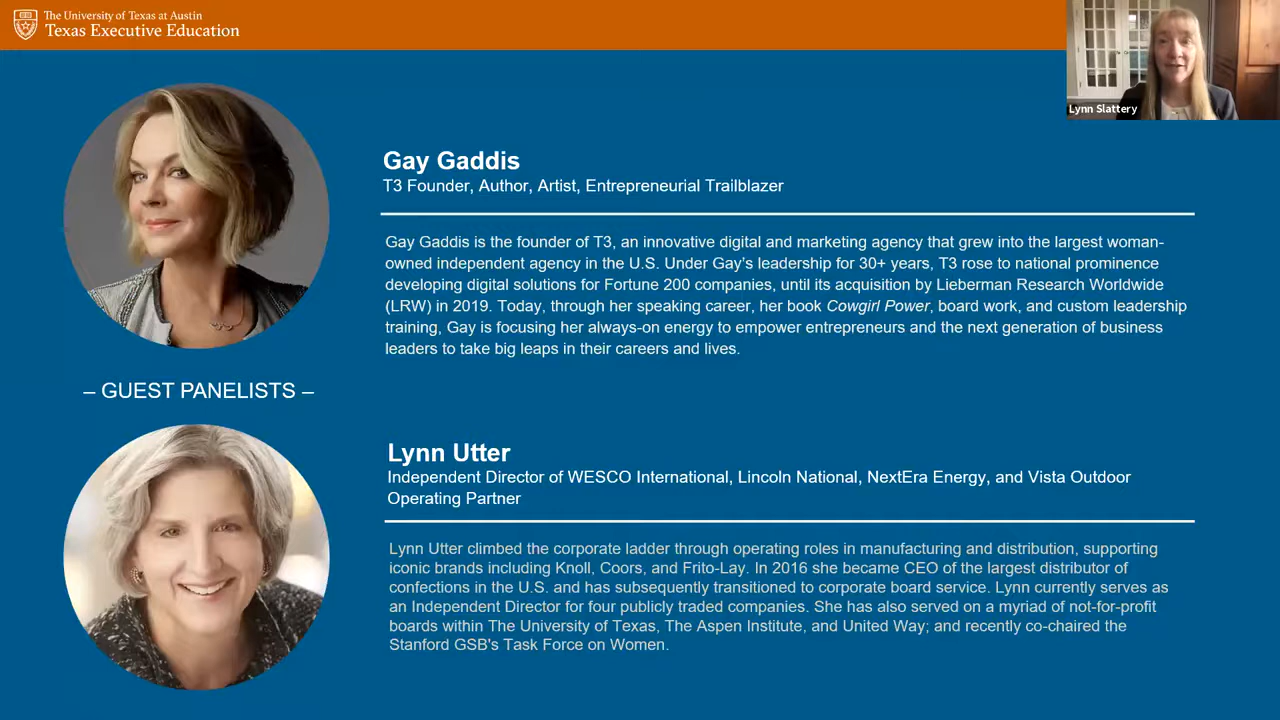 The University of Texas at Austin
Texas Executive Education
Lynn Slattery
Gay Gaddis
T3 Founder, Author, Artist, Entrepreneurial Trailblazer
Gay Gaddis is the founder of T3, an innovative digital and marketing agency that grew into the largest woman-
owned independent agency in the U.S. Under Gay’s leadership for 30+ years, T3 rose to national prominence
developing digital solutions for Fortune 200 companies, until its acquisition by Lieberman Research Worldwide
(LRW) in 2019. Today, through her speaking career, her book Cowgirl Power, board work, and custom leadership
training, Gay is focusing her always-on energy to empower entrepreneurs and the next generation of business
leaders to take big leaps in their careers and lives.
– GUEST PANELISTS –
Lynn Utter
Independent Director of WESCO International, Lincoln National, NextEra Energy, and Vista Outdoor
Operating Partner
Lynn Utter climbed the corporate ladder through operating roles in manufacturing and distribution, supporting
iconic brands including Knoll, Coors, and Frito-Lay. In 2016 she became CEO of the largest distributor of
confections in the U.S. and has subsequently transitioned to corporate board service. Lynn currently serves as
an Independent Director for four publicly traded companies. She has also served on a myriad of not-for-profit
boards within The University of Texas, The Aspen Institute, and United Way; and recently co-chaired the
Stanford GSB's Task Force on Women.